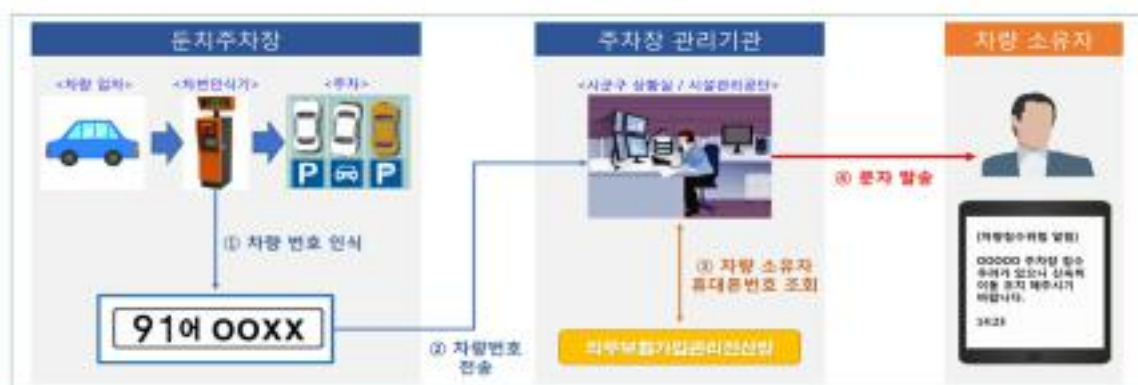 둔치주차장
<차량 입차>
<차번인식기>
<주차>
P
P
① 차량 번호 인식
91어 OOXX
② 차량번호
전송
주차장 관리기관
<시군구 상황실 / 시설관리공단>
③ 차량 소유자
휴대폰번호 조회
의무보험가입관리전산망
④ 문자 발송
차량 소유자
[차량침수위험 알림]
OOOOO 주차장 침수
우려가 있으니 신속히
이동 조치 해주시기
바랍니다.
14:23